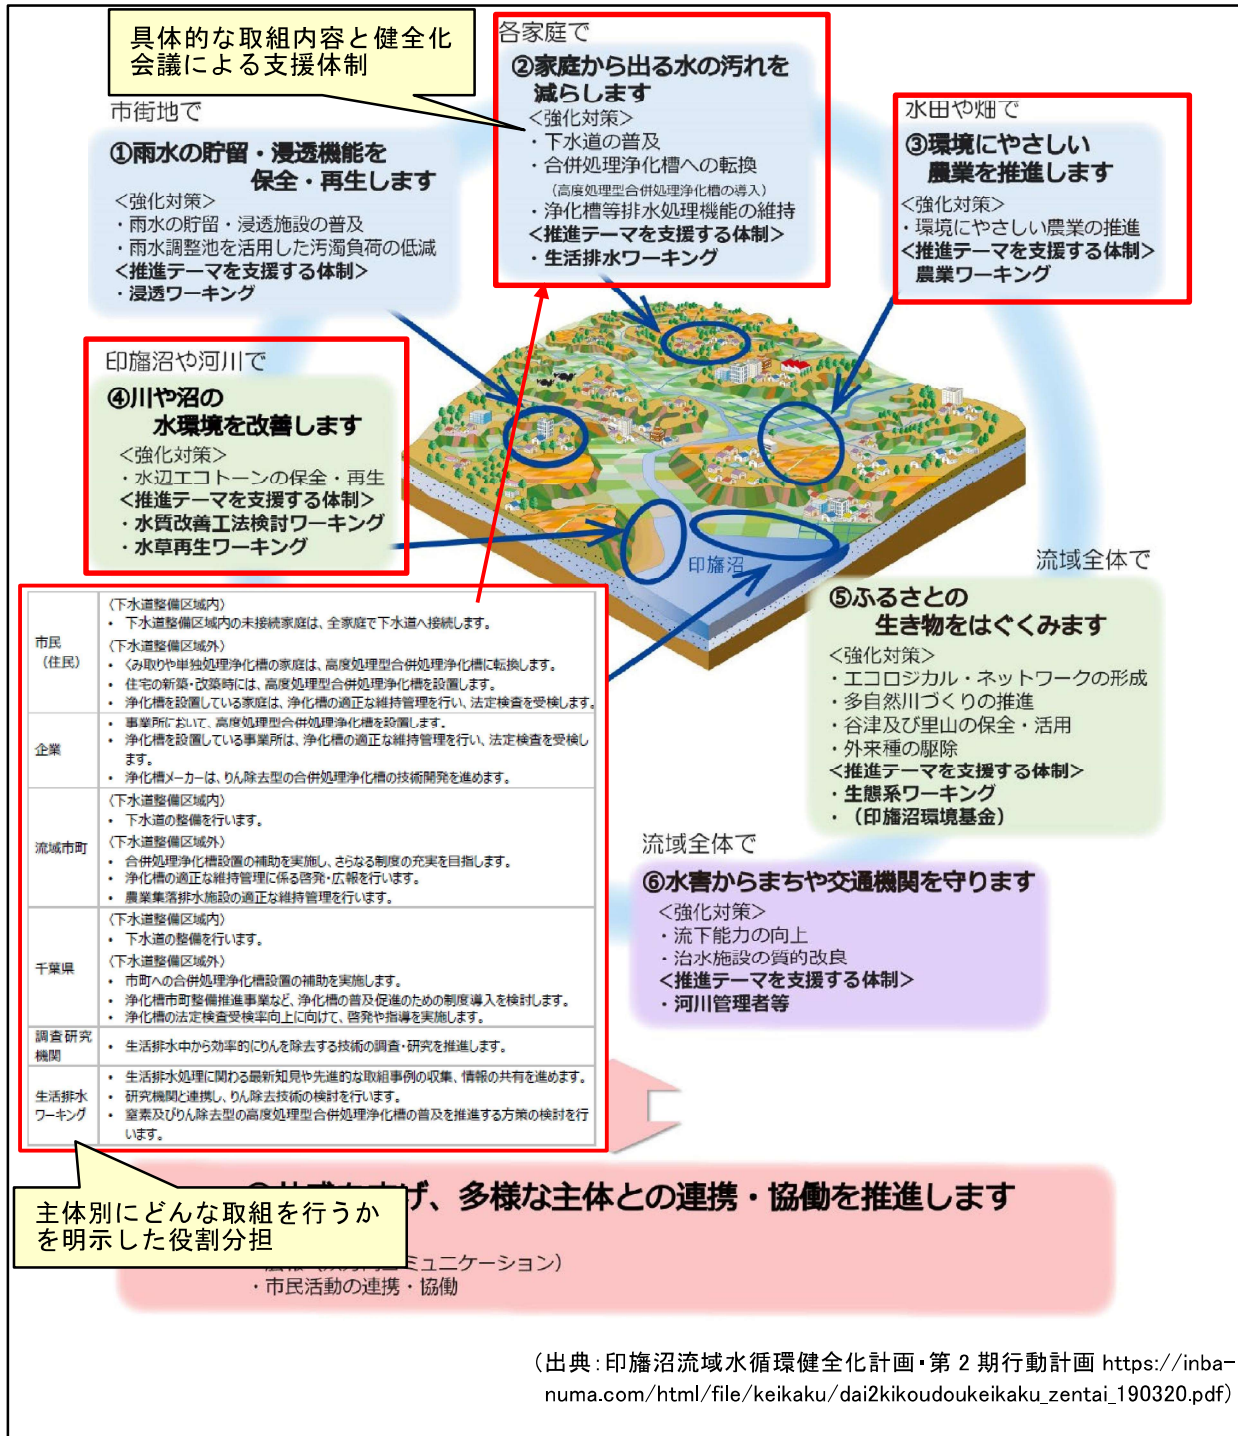 具体的な取組内容と健全化
会議による支援体制
市街地で
①雨水の貯留・浸透機能を
保全・再生します
<強化対策>
・雨水の貯留・浸透施設の普及
・雨水調整池を活用した汚濁負荷の低減
<推進テーマを支援する体制>
・浸透ワーキング
各家庭で
②家庭から出る水の汚れを
減らします
<強化対策>
・下水道の普及
・合併処理浄化槽への転換
(高度処理型合併処理浄化槽の導入)
・浄化槽等排水処理機能の維持
<推進テーマを支援する体制>
・生活排水ワーキング
水田や畑で
③環境にやさしい
農業を推進します
<強化対策>
・環境にやさしい農業の推進
<推進テーマを支援する体制>
農業ワーキング
印旛沼や河川で
④川や沼の
水環境を改善します
<強化対策>
・水辺エコトーンの保全・再生
<推進テーマを支援する体制>
・水質改善工法検討ワーキング
・水草再生ワーキング
印旛沼
流域全体で
⑤ふるさとの
生き物をはぐくみます
<強化対策>
・エコロジカル・ネットワークの形成
・多自然川づくりの推進
・谷津及び里山の保全・活用
・外来種の駆除
<推進テーマを支援する体制>
・生態系ワーキング
・(印旛沼環境基金)
流域全体で
⑥水害からまちや交通機関を守ります
<強化対策>
・流下能力の向上
・治水施設の質的改良
<推進テーマを支援する体制>
・河川管理者等
市民
(住民)
〈下水道整備区域内〉
• 下水道整備区域内の未接続家庭は、全家庭で下水道へ接続します。
〈下水道整備区域外〉
• くみ取りや単独処理浄化槽の家庭は、高度処理型合併処理浄化槽に転換します。
• 住宅の新築・改築時には、高度処理型合併処理浄化槽を設置します。
• 浄化槽を設置している家庭は、浄化槽の適正な維持管理を行い、法定検査を受検します。
企業
• 事業所において、高度処理型合併処理浄化槽を設置します。
• 浄化槽を設置している事業所は、浄化槽の適正な維持管理を行い、法定検査を受検し
ます。
• 浄化槽メーカーは、りん除去型の合併処理浄化槽の技術開発を進めます。
流域市町
〈下水道整備区域内〉
• 下水道の整備を行います。
〈下水道整備区域外〉
• 合併処理浄化槽設置の補助を実施し、さらなる制度の充実を目指します。
• 浄化槽の適正な維持管理に係る啓発・広報を行います。
• 農業集落排水施設の適正な維持管理を行います。
千葉県
〈下水道整備区域内〉
• 下水道の整備を行います。
〈下水道整備区域外〉
• 市町への合併処理浄化槽設置の補助を実施します。
• 浄化槽市町整備推進事業など、浄化槽の普及促進のための制度導入を検討します。
• 浄化槽の法定検査受検率向上に向けて、啓発や指導を実施します。
調査研究
機関
• 生活排水中から効率的にりんを除去する技術の調査・研究を推進します。
生活排水
ワーキング
• 生活排水処理に関わる最新知見や先進的な取組事例の収集、情報の共有を進めます。
• 研究機関と連携し、りん除去技術の検討を行います。
• 窒素及びりん除去型の高度処理型合併処理浄化槽の普及を推進する方策の検討を行
います。
主体別にどんな取組を行うか
を明示した役割分担
、多様な主体との連携・協働を推進します
ミュニケーション)
・市民活動の連携・協働
(出典:印旛沼流域水循環健全化計画・第2期行動計画 https://inba-
numa.com/html/file/keikaku/dai2kikoudoukeikaku_zentai_190320.pdf)